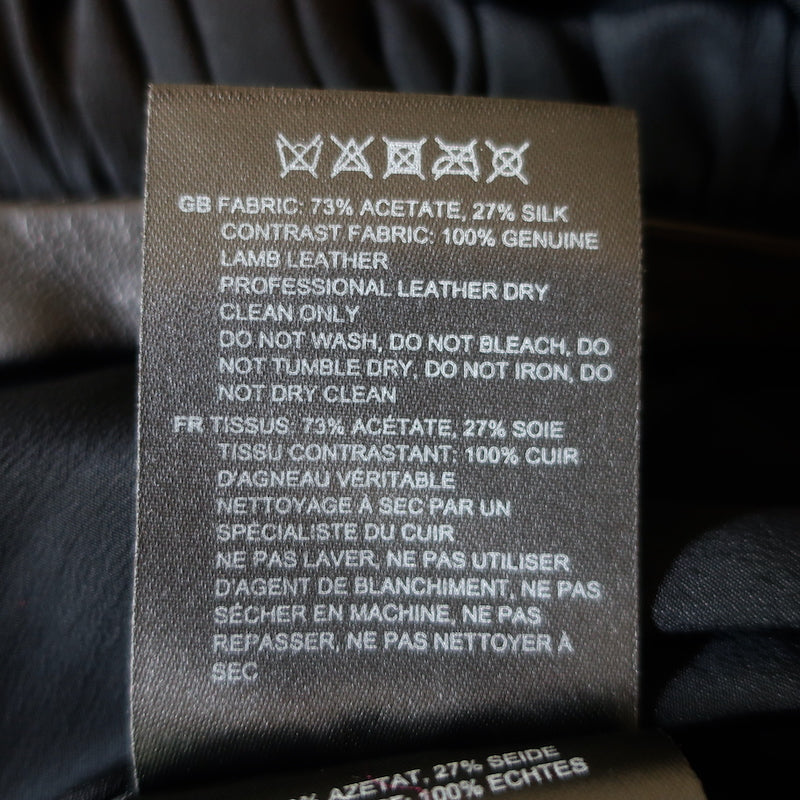 GB FABRIC: 73% ACETATE, 27% SILK
CONTRAST FABRIC: 100% GENUINE
LAMB LEATHER
PROFESSIONAL LEATHER DRY
CLEAN ONLY
DO NOT WASH, DO NOT BLEACH, DO
NOT TUMBLE DRY, DO NOT IRON, DO
NOT DRY CLEAN
FR TISSUS: 73% ACÉTATE, 27% SOIE
TISSU CONTRASTANT: 100% CUIR
D'AGNEAU VÉRITABLE
NETTOYAGE À SEC PAR UN
SPÉCIALISTE DU CUIR
NE PAS LAVER, NE PAS UTILISER
D'AGENT DE BLANCHIMENT, NE PAS
SÉCHER EN MACHINE, NE PAS
REPASSER, NE PAS NETTOYER À
SEC
% AZETAT, 27% SEIDE
100% ECHTES